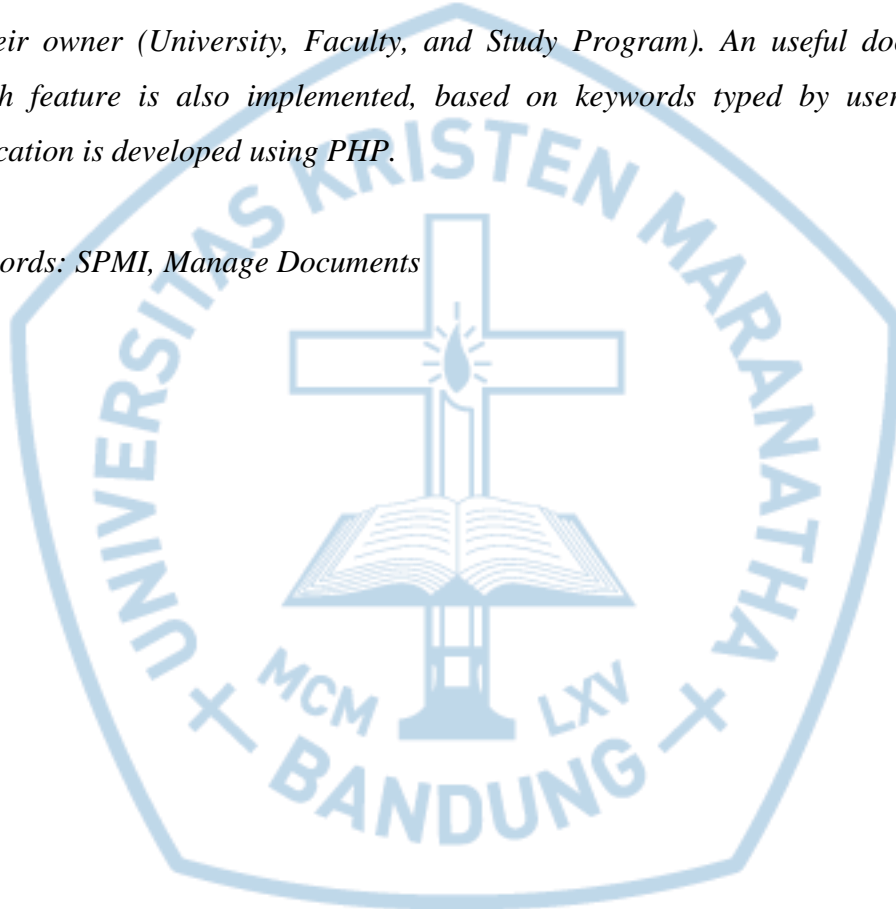 eir owner (University, Faculty, and Study Program). An useful doc
h feature is also implemented, based on keywords typed by user
cation is developed using PHP.
ords: SPMI, Manage Documents
UNIVERSITAS KRISTEN MARANATHA
MCM LXV
BANDUNG